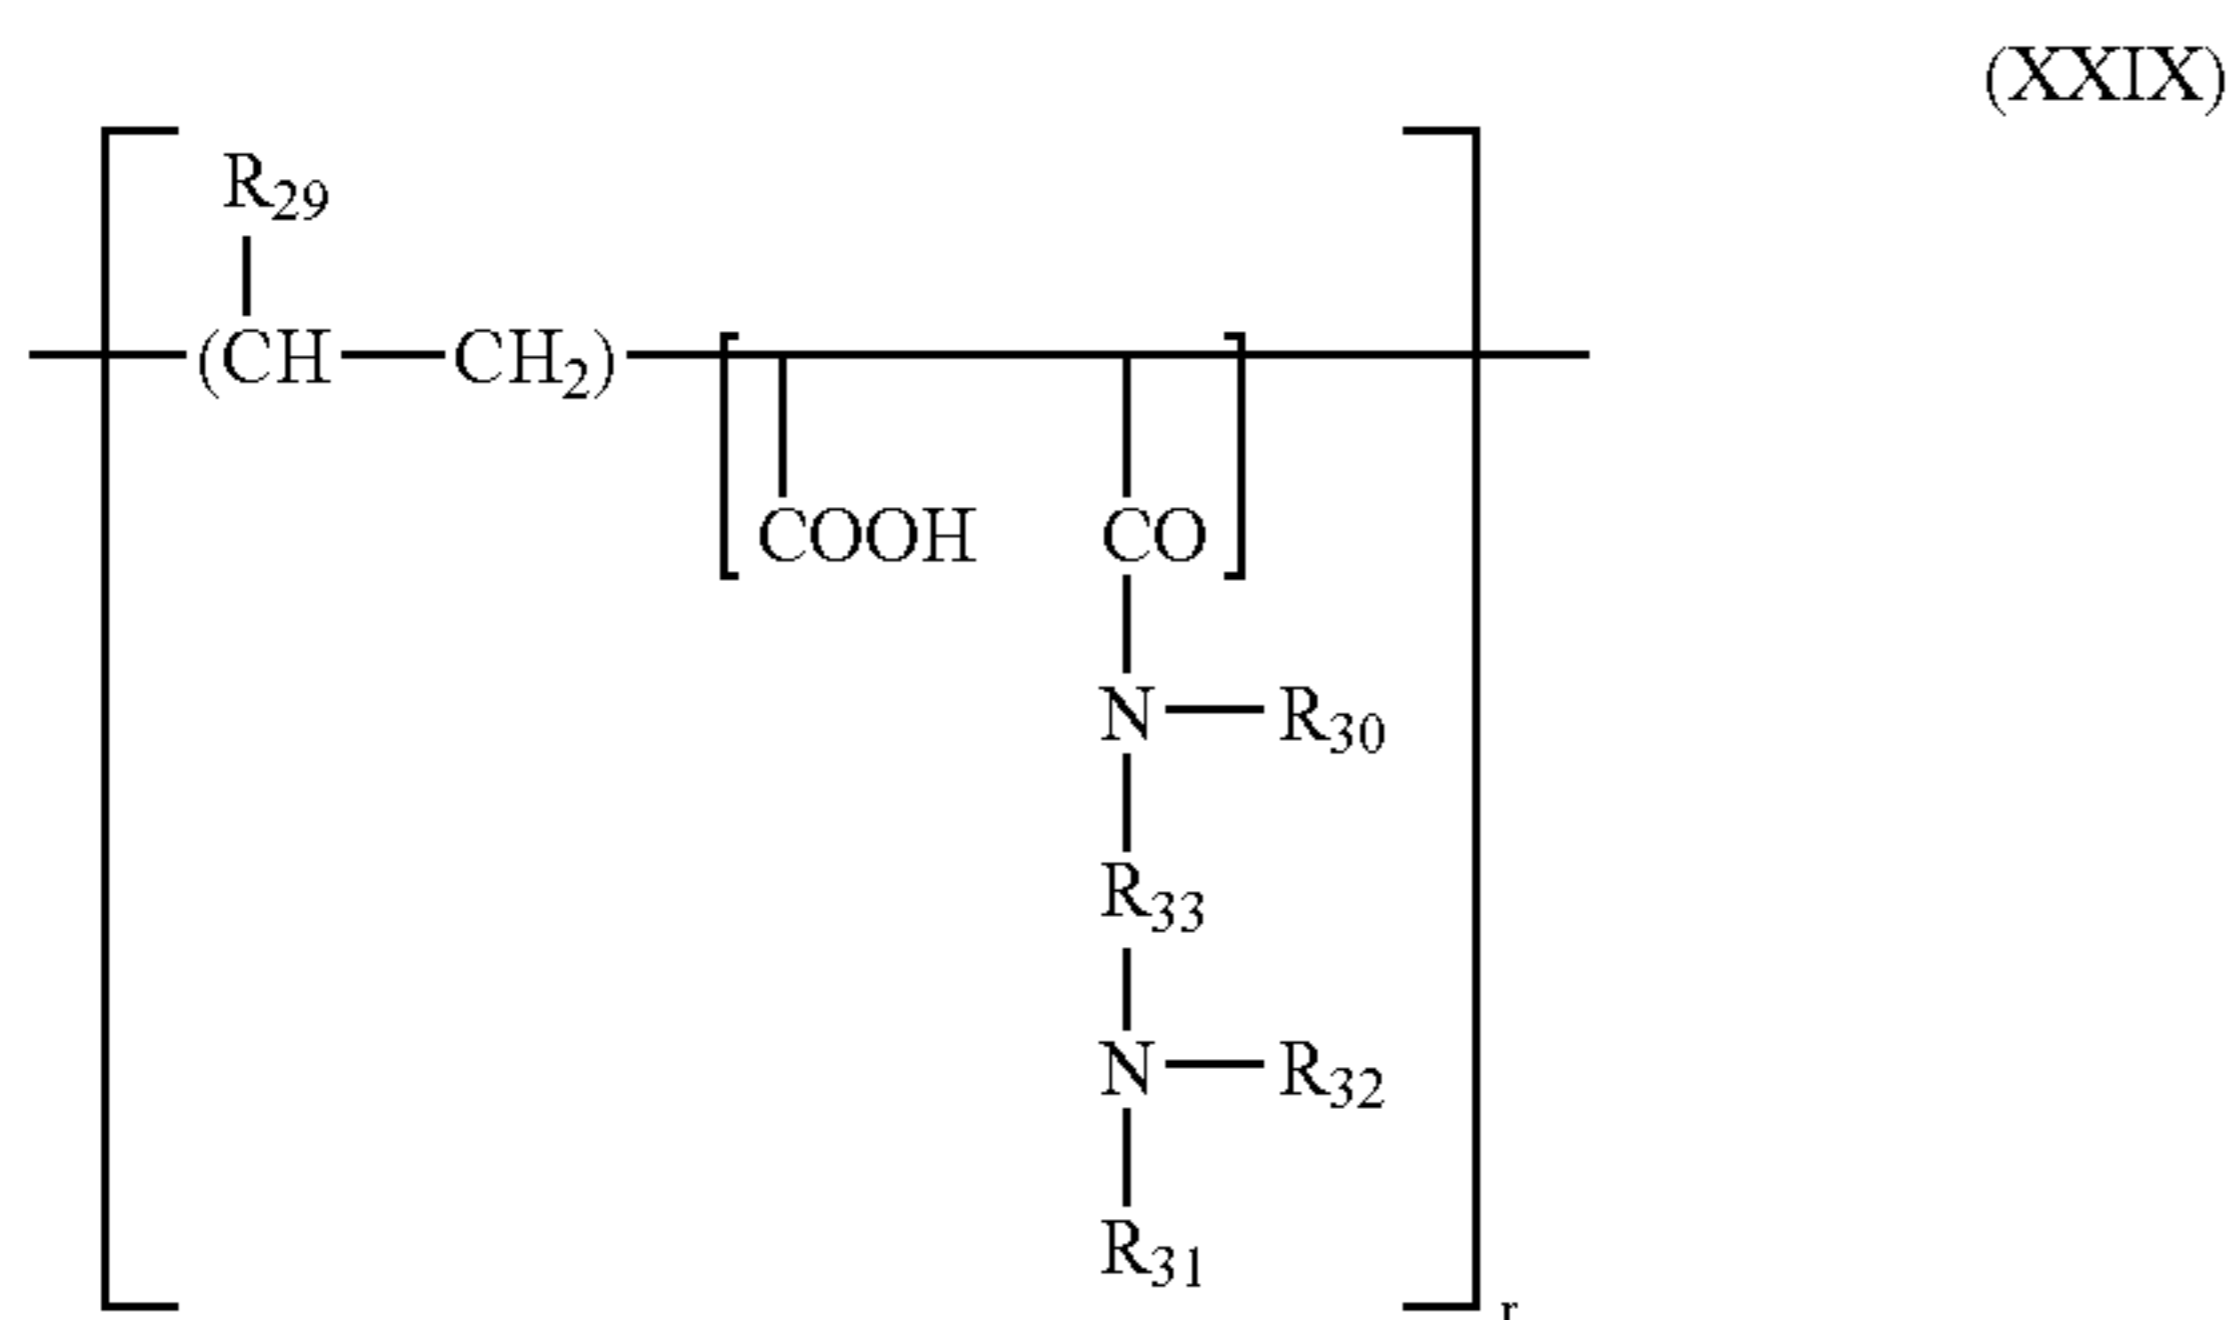 (XXIX)
R29
(CH—CH2)
COOH CO
N—R30
R33
N—R32
R31
r